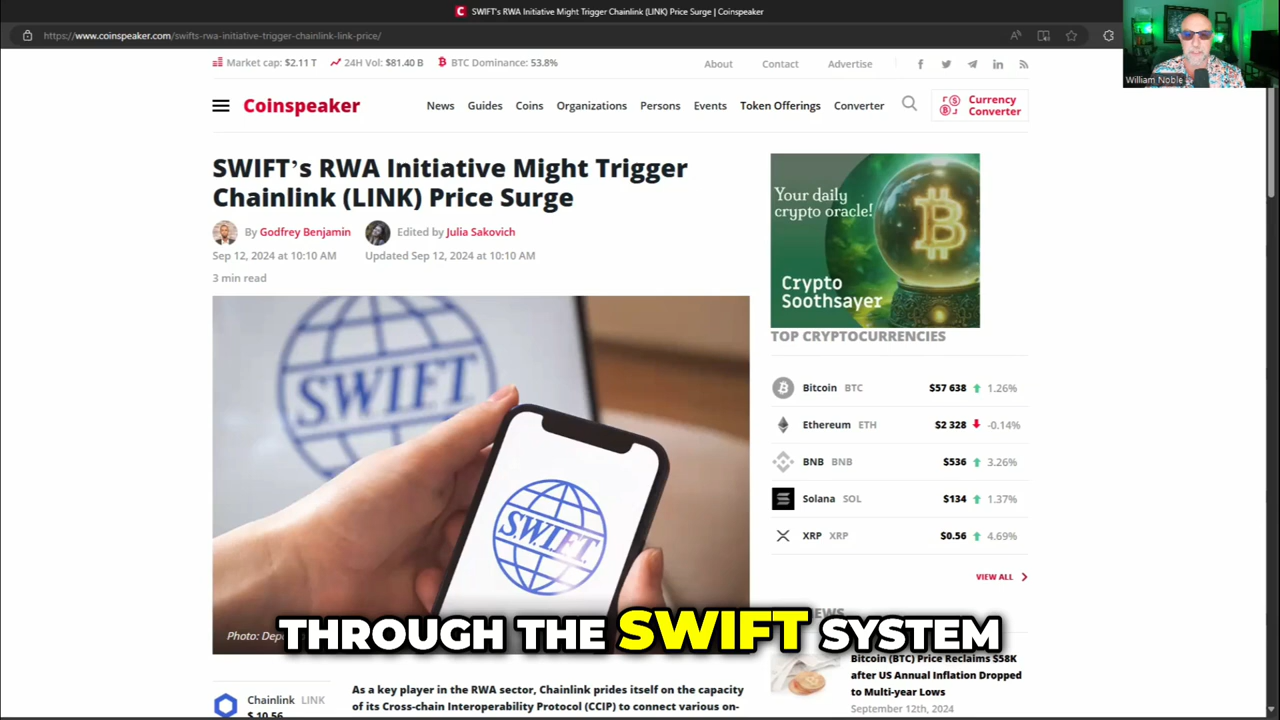 SWIFT's RWA Initiative Might Trigger Chainlink (LINK) Price Surge | Coinspeaker
https://www.coinspeaker.com/swifts-rwa-initiative-trigger-chainlink-link-price/
William Noble
Market cap: $2.11 T
24H Vol: $81.40 B
BTC Dominance: 53.8%
About
Contact
Advertise
Coinspeaker
News
Guides
Coins
Organizations
Persons
Events
Token Offerings
Converter
Currency
Converter
SWIFT’s RWA Initiative Might Trigger
Chainlink (LINK) Price Surge
By Godfrey Benjamin
Edited by Julia Sakovich
Sep 12, 2024 at 10:10 AM
Updated Sep 12, 2024 at 10:10 AM
3 min read
SWIFT
S.W.I.F.T.
Photo:
Your daily
crypto oracle!
Crypto
Soothsayer
TOP CRYPTOCURRENCIES
Bitcoin BTC $57 638 1.26%
Ethereum ETH $2 328 -0.14%
BNB BNB $536 3.26%
Solana SOL $134 1.37%
XRP XRP $0.56 4.69%
VIEW ALL
THROUGH THE SWIFT SYSTEM
Bitcoin (BTC) Price Reclaims $58K
after US Annual Inflation Dropped
to Multi-year Lows
September 12th, 2024
Chainlink LINK
$ 10.56
As a key player in the RWA sector, Chainlink prides itself on the capacity
of its Cross-chain Interoperability Protocol (CCIP) to connect various on-